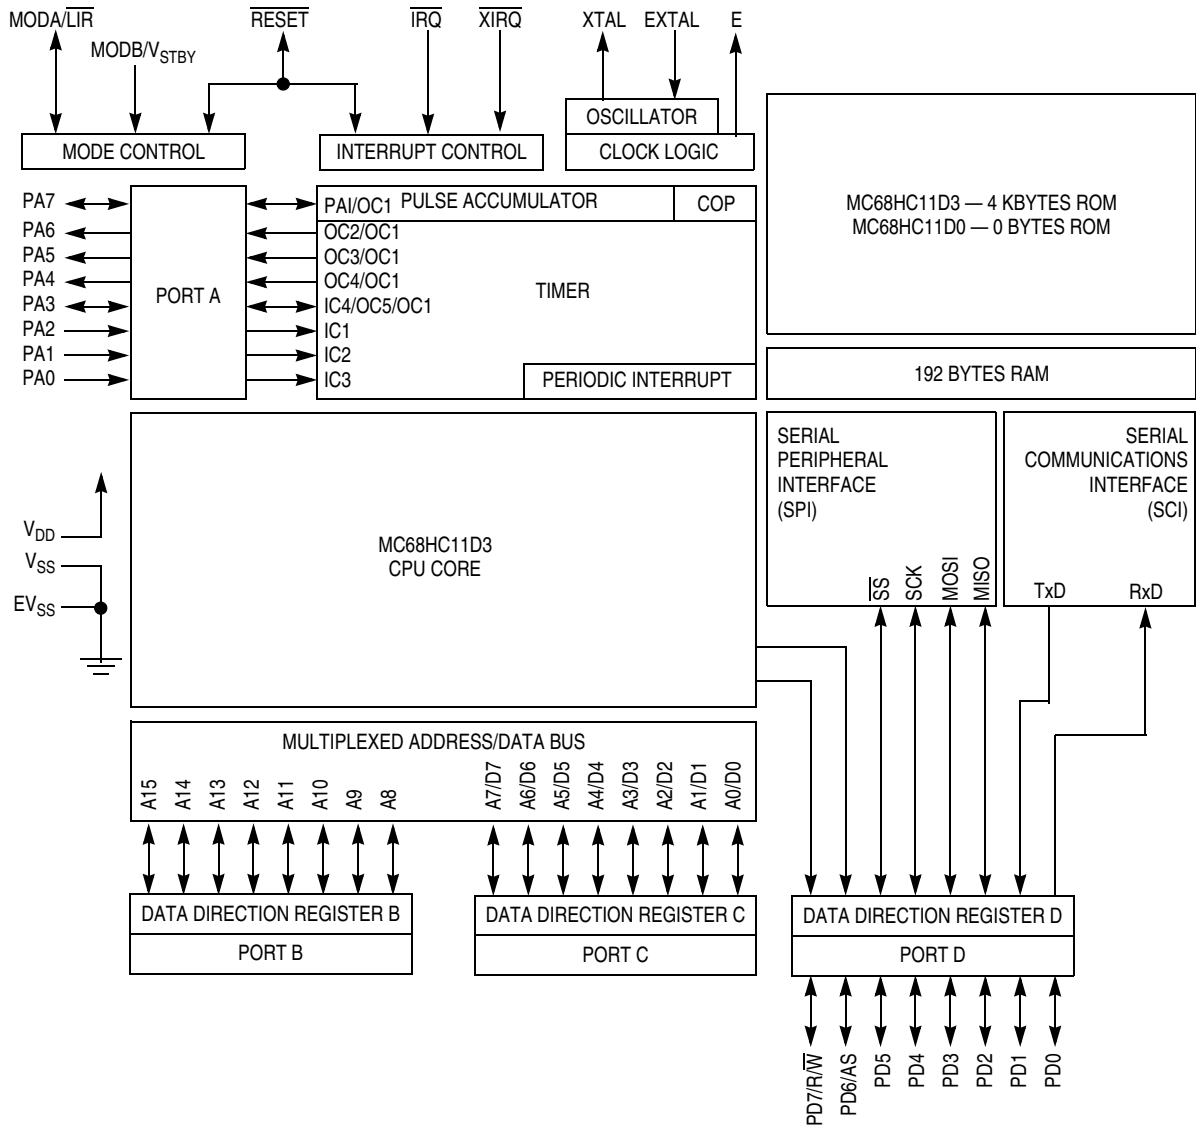 MODA/LIR
RESET
IRQ
XIRQ
XTAL
EXTAL
E
MODB/VSTBY
OSCILLATOR
MODE CONTROL
INTERRUPT CONTROL
CLOCK LOGIC
PA7
PA6
PA5
PA4
PA3
PA2
PA1
PA0
PORT A
PAI/OC1
PULSE ACCUMULATOR
COP
OC2/OC1
OC3/OC1
OC4/OC1
IC4/OC5/OC1
IC1
IC2
IC3
TIMER
PERIODIC INTERRUPT
MC68HC11D3 — 4 KBYTES ROM
MC68HC11D0 — 0 BYTES ROM
192 BYTES RAM
VDD
VSS
EVSS
MC68HC11D3
CPU CORE
SERIAL
PERIPHERAL
INTERFACE
(SPI)
SS
SCK
MOSI
MISO
SERIAL
COMMUNICATIONS
INTERFACE
(SCI)
TxD
RxD
MULTIPLEXED ADDRESS/DATA BUS
A15
A14
A13
A12
A11
A10
A9
A8
A7/D7
A6/D6
A5/D5
A4/D4
A3/D3
A2/D2
A1/D1
A0/D0
DATA DIRECTION REGISTER B
PORT B
DATA DIRECTION REGISTER C
PORT C
DATA DIRECTION REGISTER D
PORT D
PD7/R/W
PD6/AS
PD5
PD4
PD3
PD2
PD1
PD0